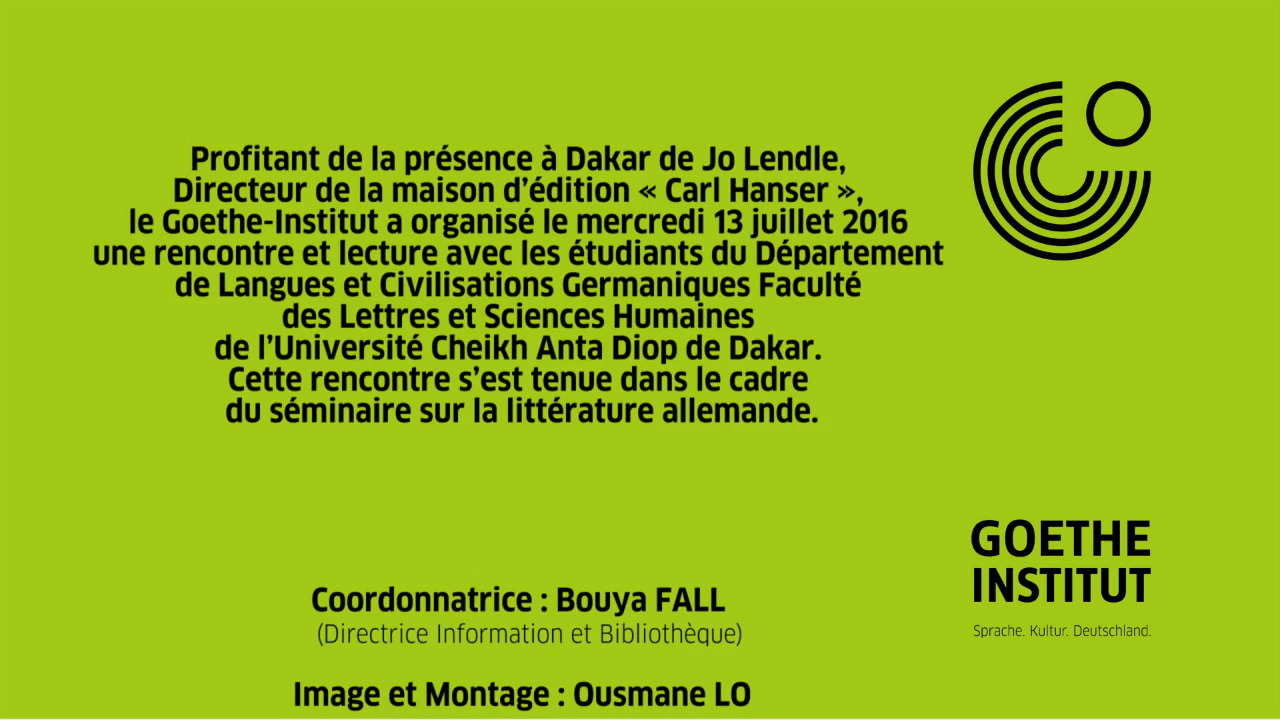 Profitant de la présence à Dakar de Jo Lendle,
Directeur de la maison d’édition « Carl Hanser »,
le Goethe-Institut a organisé le mercredi 13 juillet 2016
une rencontre et lecture avec les étudiants du Département
de Langues et Civilisations Germaniques Faculté
des Lettres et Sciences Humaines
de l’Université Cheikh Anta Diop de Dakar.
Cette rencontre s’est tenue dans le cadre
du séminaire sur la littérature allemande.
Coordonnatrice : Bouya FALL
(Directrice Information et Bibliothèque)
Image et Montage : Ousmane LO
GOETHE
INSTITUT
Sprache. Kultur. Deutschland.